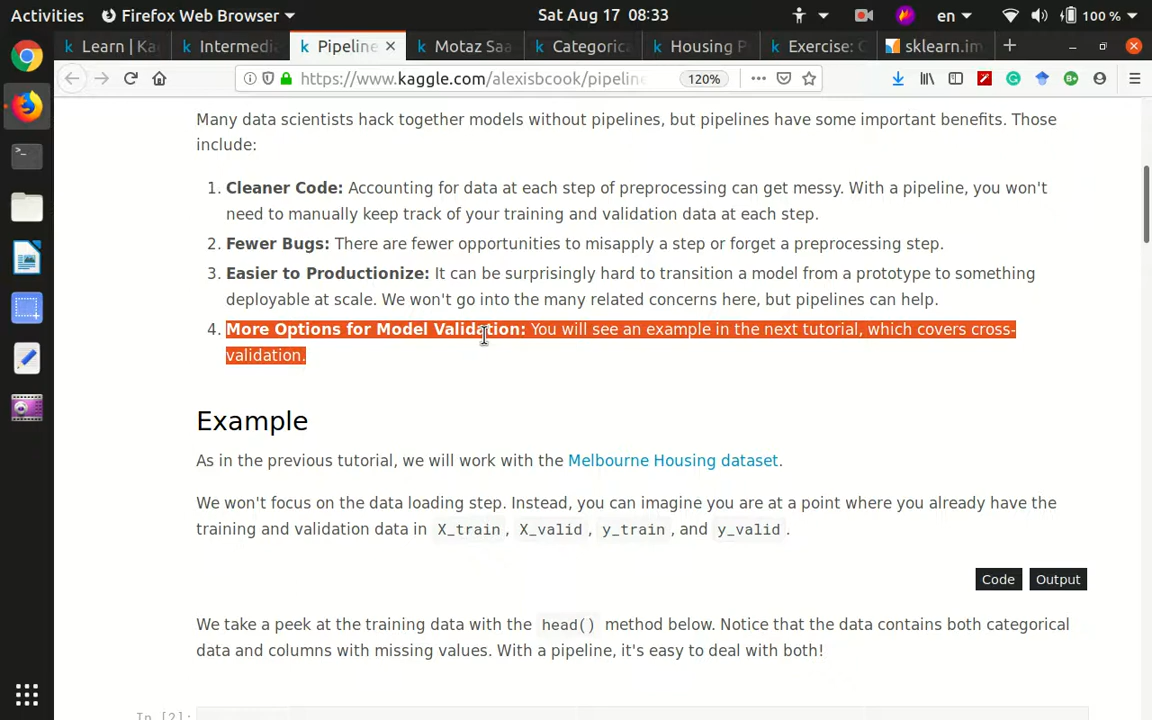 Activities Firefox Web Browser Sat Aug 17 08:33 en 100 %
Learn | Ka Intermedi Pipeline Motaz Saa Categorica Housing P Exercise: C sklearn.im
https://www.kaggle.com/alexisbcook/pipelin 120%
Many data scientists hack together models without pipelines, but pipelines have some important benefits. Those
include:
1. Cleaner Code: Accounting for data at each step of preprocessing can get messy. With a pipeline, you won't
need to manually keep track of your training and validation data at each step.
2. Fewer Bugs: There are fewer opportunities to misapply a step or forget a preprocessing step.
3. Easier to Productionize: It can be surprisingly hard to transition a model from a prototype to something
deployable at scale. We won't go into the many related concerns here, but pipelines can help.
4. More Options for Model Validation: You will see an example in the next tutorial, which covers cross-
validation.
Example
As in the previous tutorial, we will work with the Melbourne Housing dataset.
We won't focus on the data loading step. Instead, you can imagine you are at a point where you already have the
training and validation data in X_train, X_valid, y_train, and y_valid.
Code Output
We take a peek at the training data with the head() method below. Notice that the data contains both categorical
data and columns with missing values. With a pipeline, it's easy to deal with both!
In [2]: